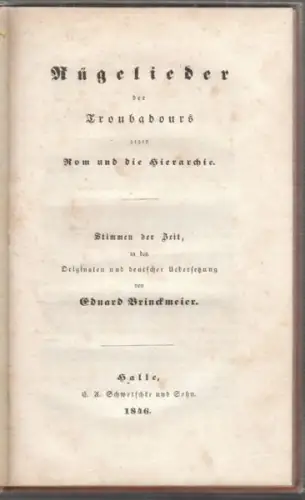 Rügelieder
der
Troubadours
gegen
Rom und die Hierarchie.
Stimmen der Zeit,
in den
Originalen und deutscher Uebersetzung
von
Eduard Brinckmeier.
Halle,
C. A. Schwetschke und Sohn.
1846.